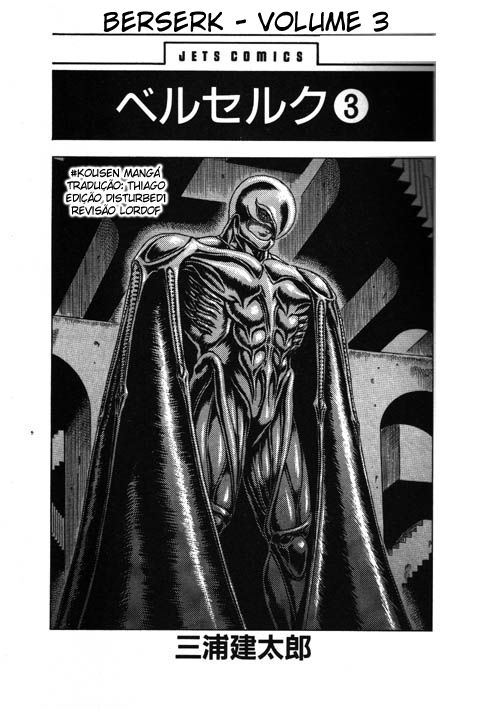 BERSERK - VOLUME 3
JETS COMICS
ベルセルク③
#KOUSEN MANGÁ
TRADUÇÃO: THIAGO
EDIÇÃO DISTURBEDI
REVISÃO LORDOF
三浦建太郎